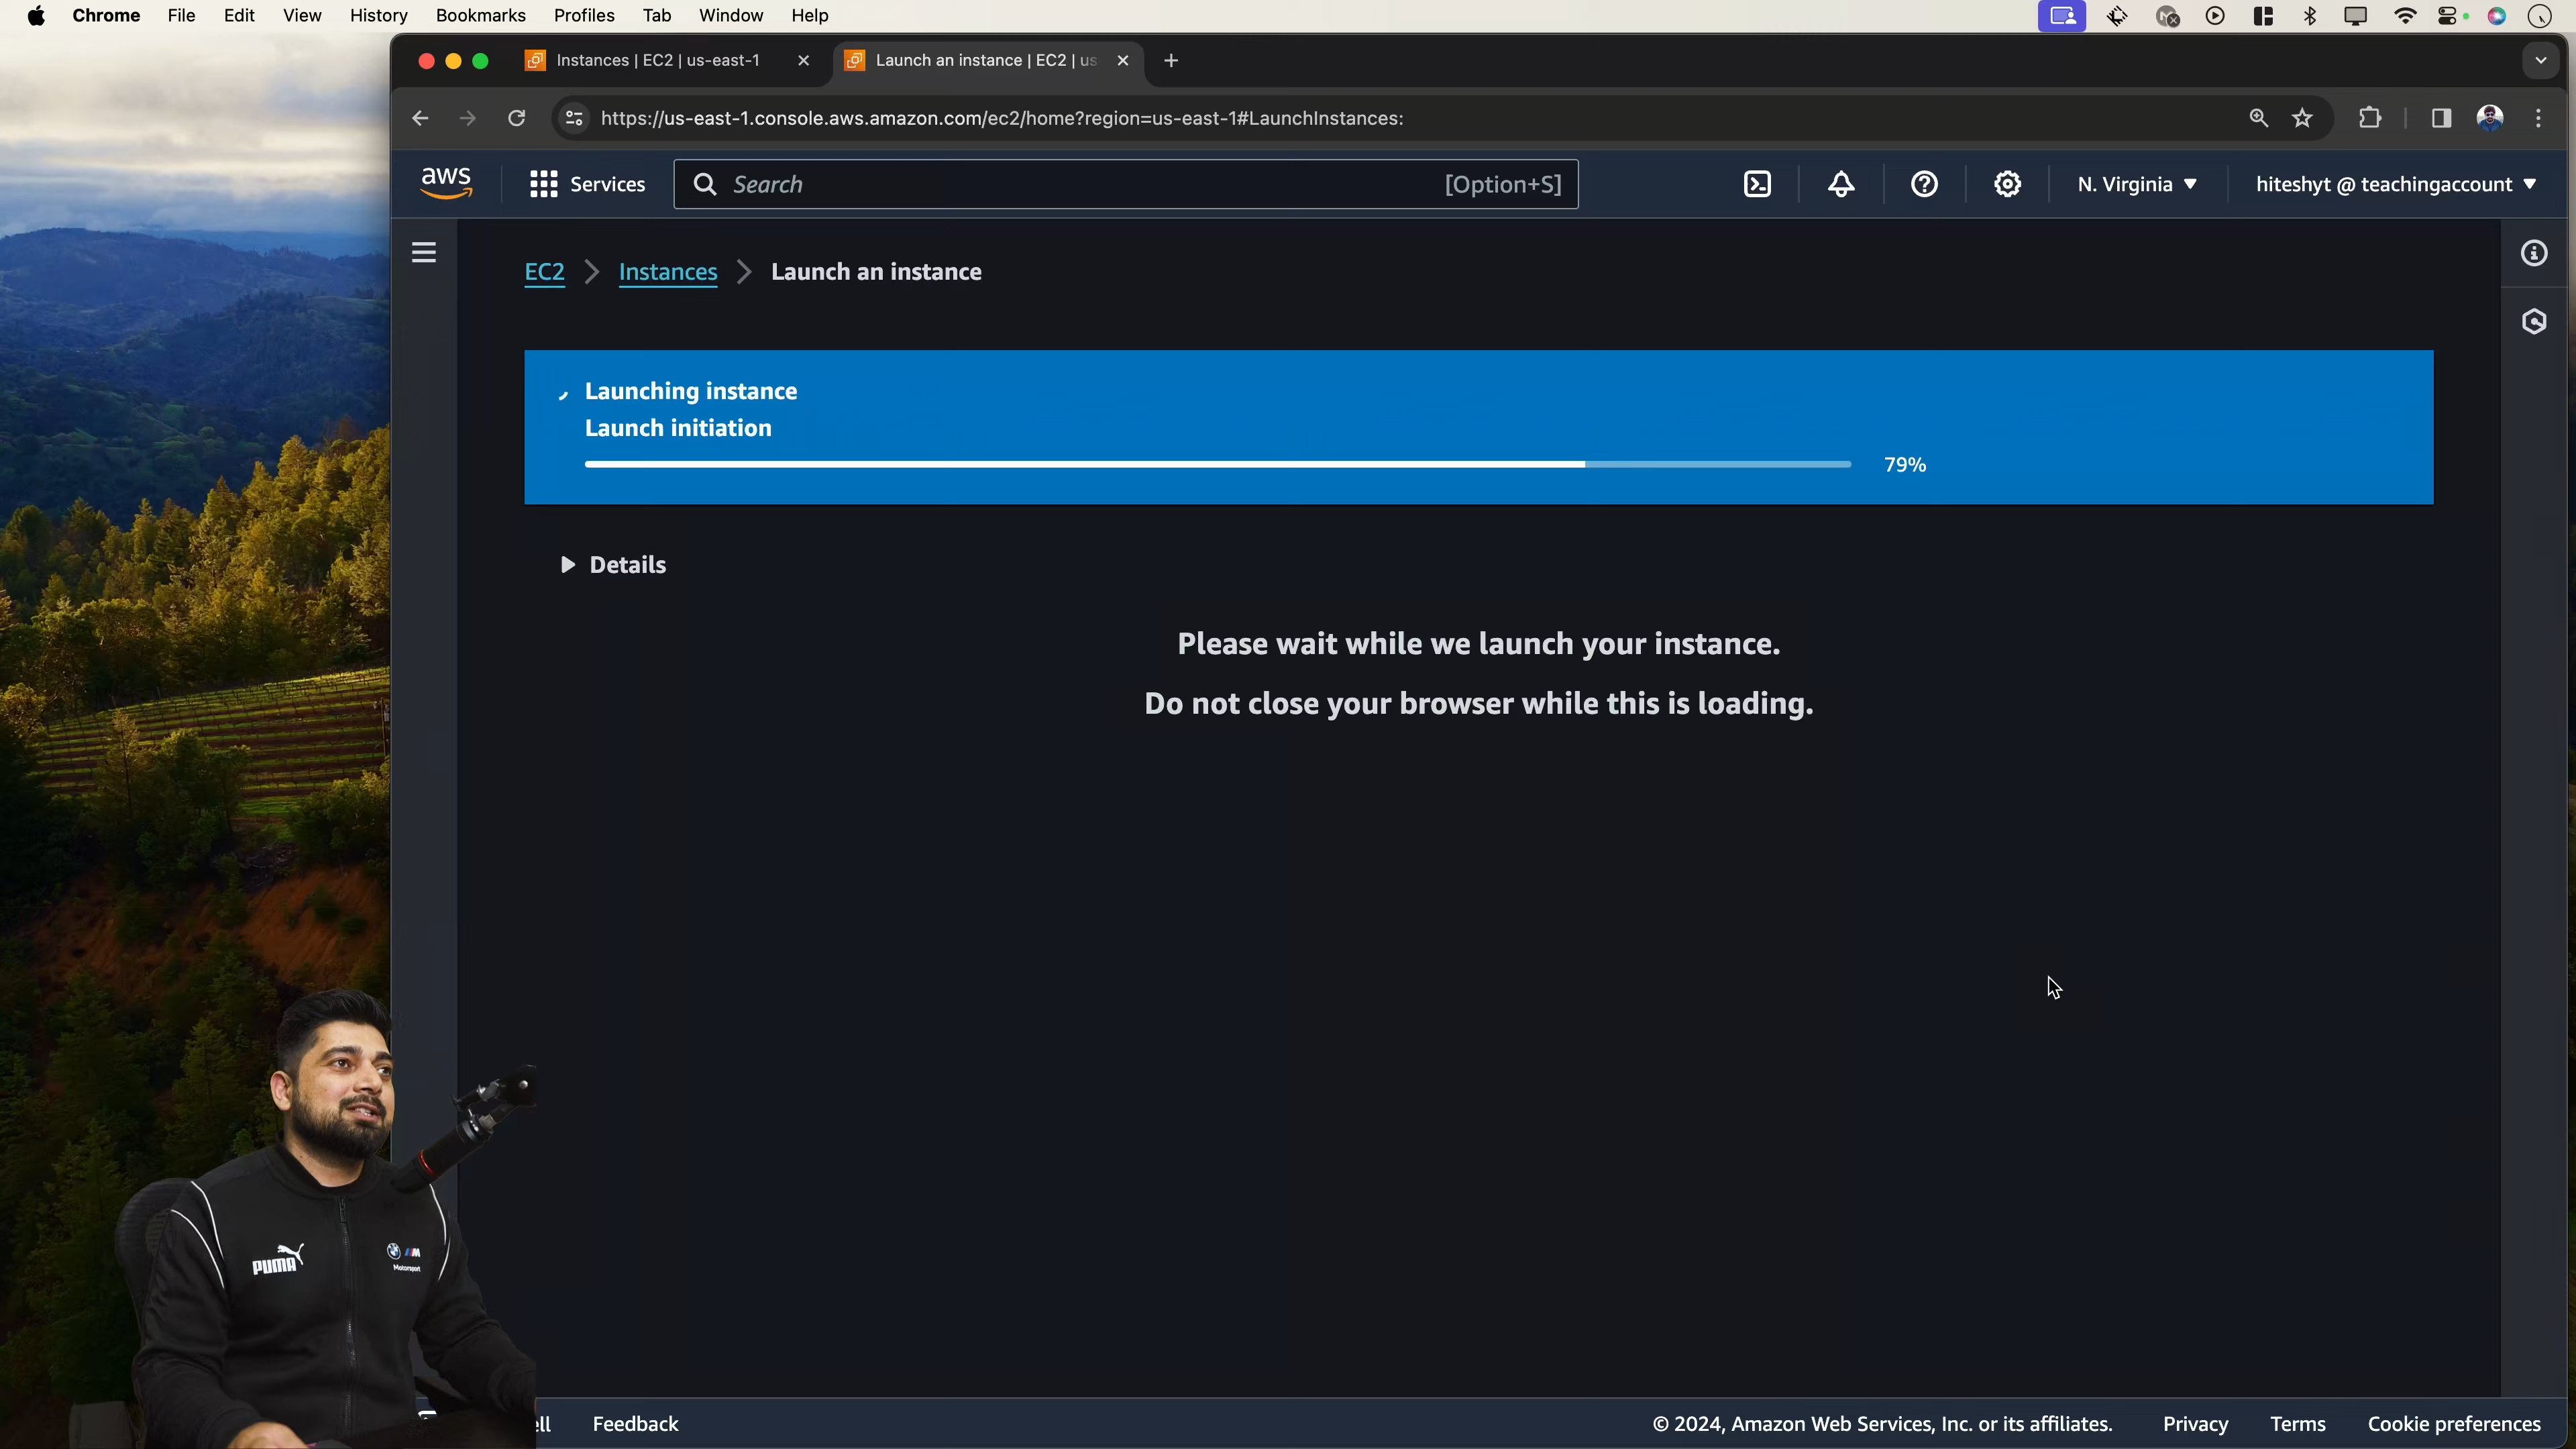 Chrome File Edit View History Bookmarks Profiles Tab Window Help
Instances | EC2 | us-east-1
Launch an instance | EC2 | us
https://us-east-1.console.aws.amazon.com/ec2/home?region=us-east-1#LaunchInstances:
aws
Services
Search
[Option+S]
N. Virginia
hiteshyt @ teachingaccount
EC2
Instances
Launch an instance
Launching instance
Launch initiation
79%
Details
Please wait while we launch your instance.
Do not close your browser while this is loading.
PUMA
M
Motorsport
Feedback
© 2024, Amazon Web Services, Inc. or its affiliates.
Privacy
Terms
Cookie preferences